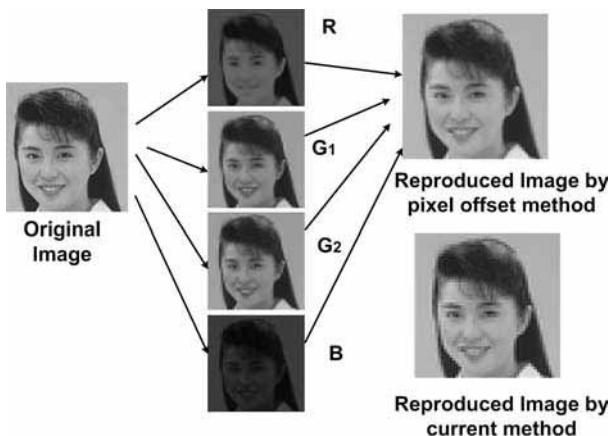 R
G1
G2
B
Original
Image
Reproduced Image by
pixel offset method
Reproduced Image by
current method